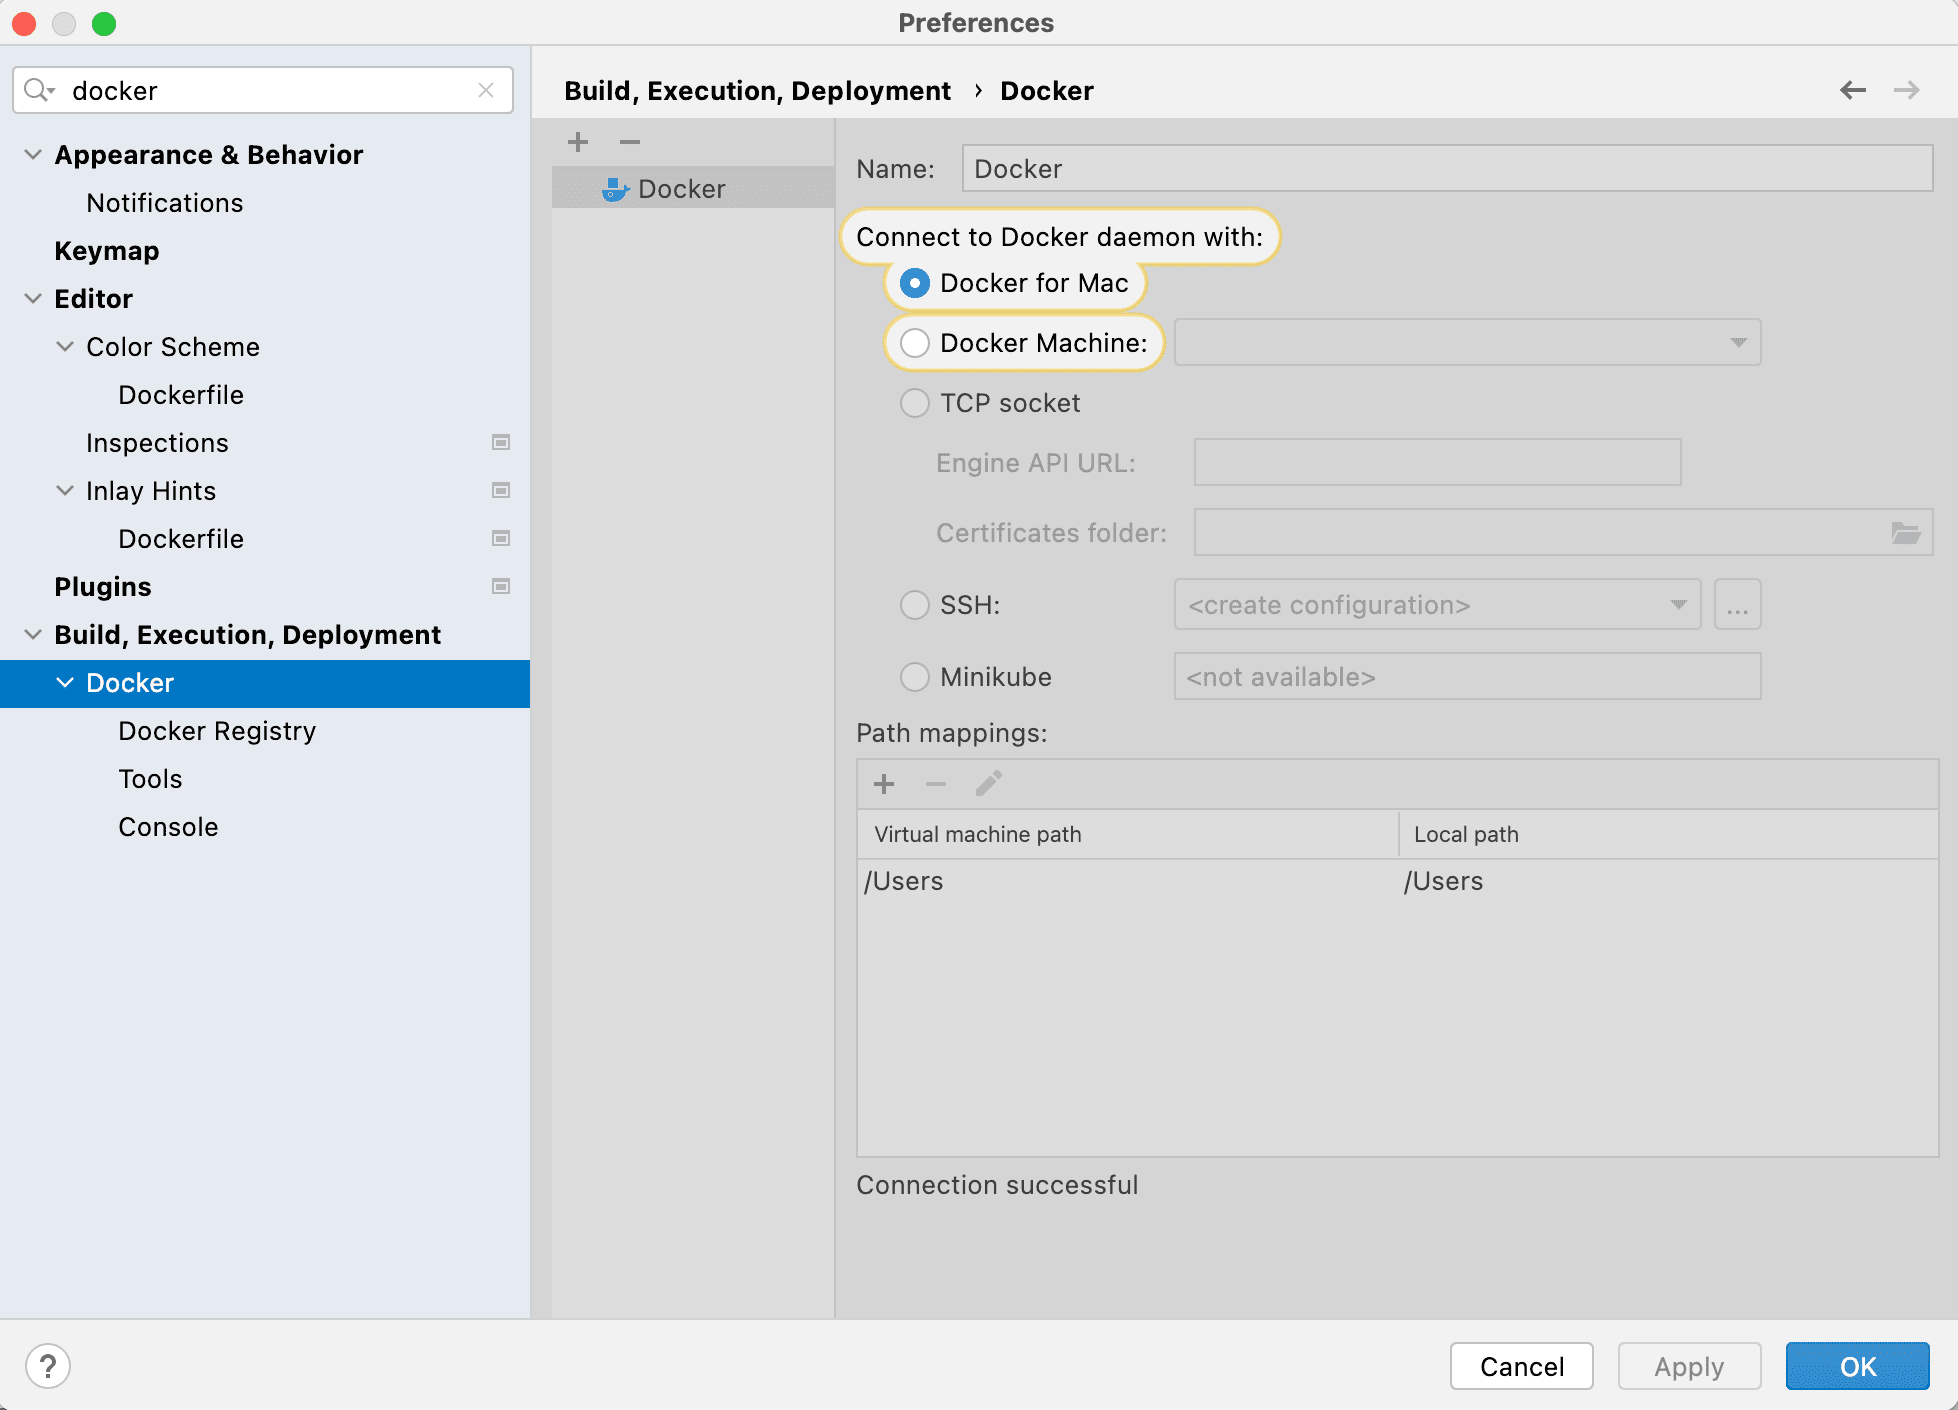 Preferences
docker
Build, Execution, Deployment › Docker
Appearance & Behavior
Notifications
Keymap
Editor
Color Scheme
Dockerfile
Inspections
Inlay Hints
Dockerfile
Plugins
Build, Execution, Deployment
Docker
Docker Registry
Tools
Console
Docker
Name: Docker
Connect to Docker daemon with:
Docker for Mac
Docker Machine:
TCP socket
Engine API URL:
Certificates folder:
SSH: <create configuration> ...
Minikube <not available>
Path mappings:
Virtual machine path Local path
/Users /Users
Connection successful
? Cancel Apply OK